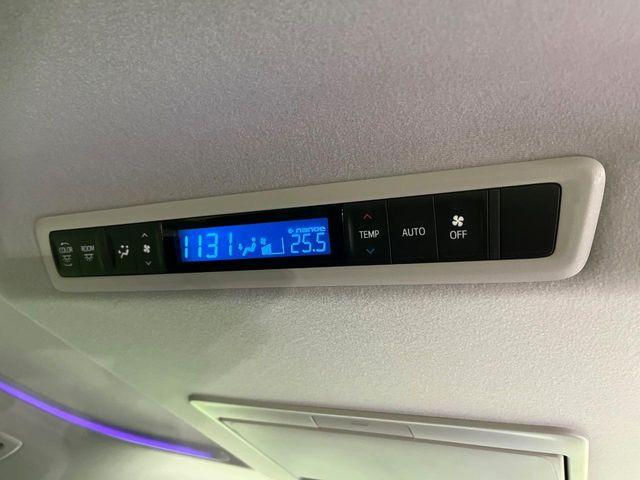 COLOR
ROOM
1131
nanoe
25.5
TEMP
AUTO
OFF